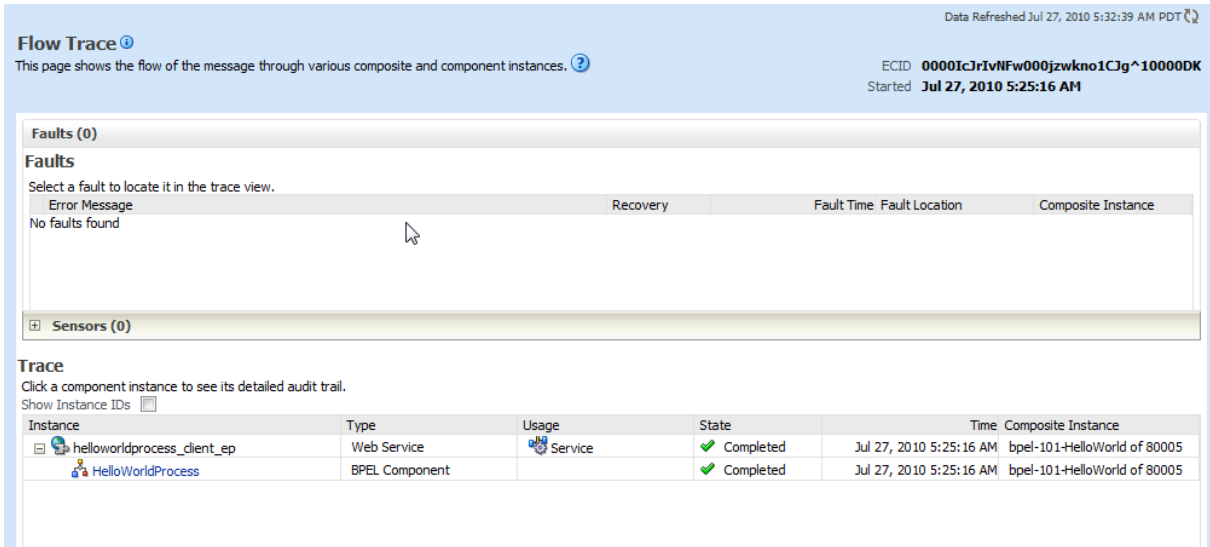 Data Refreshed Jul 27, 2010 5:32:39 AM PDT
Flow Trace
This page shows the flow of the message through various composite and component instances.
ECID 0000IcJrIvNFw000jzwkno1CJg^10000DK
Started Jul 27, 2010 5:25:16 AM
Faults (0)
Faults
Select a fault to locate it in the trace view.
Error Message Recovery Fault Time Fault Location Composite Instance
No faults found
Sensors (0)
Trace
Click a component instance to see its detailed audit trail.
Show Instance IDs
Instance Type Usage State Time Composite Instance
helloworldprocess_client_ep Web Service Service Completed Jul 27, 2010 5:25:16 AM bpel-101-HelloWorld of 80005
HelloWorldProcess BPEL Component Completed Jul 27, 2010 5:25:16 AM bpel-101-HelloWorld of 80005